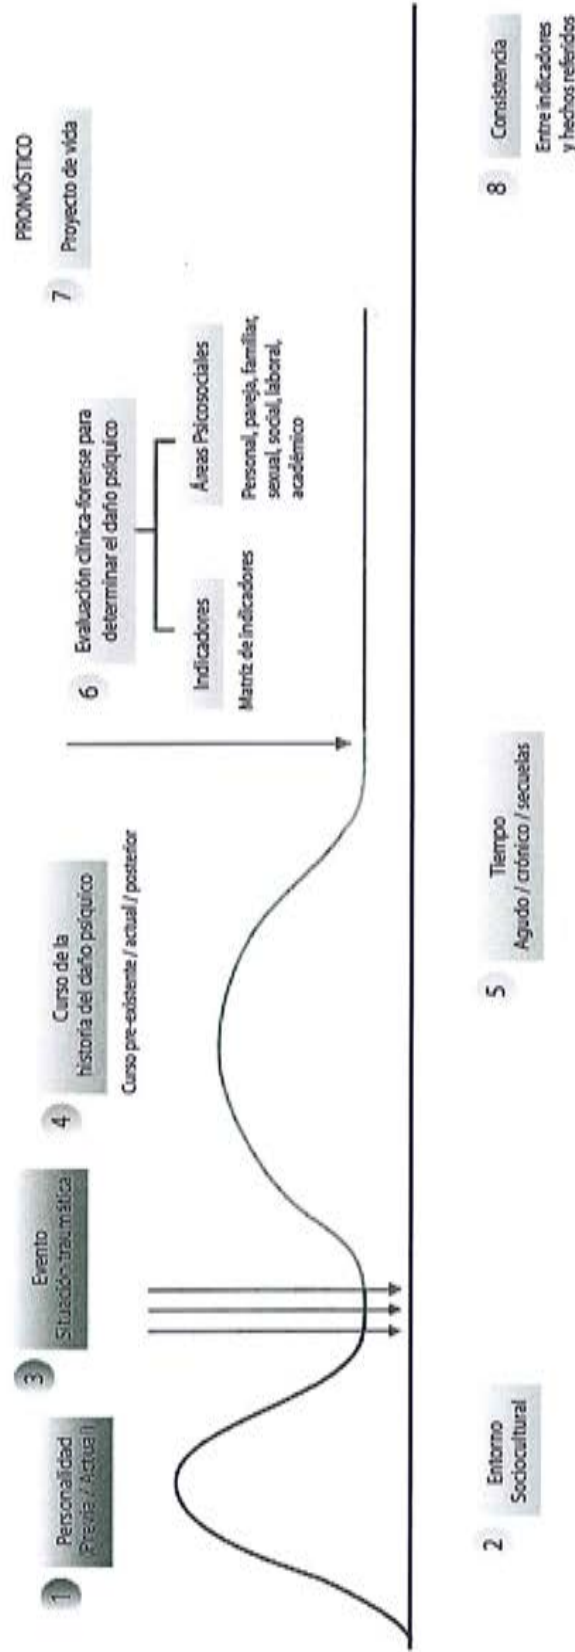 1
Personalidad
(Previa / Actual)
2
Entorno
Sociocultural
3
Evento
Situación traumática
4
Curso de la
historia del daño psíquico
Curso pre-existente / actual / posterior
5
Tiempo
Agudo / crónico / secuelas
6
Evaluación clínica-forense para
determinar el daño psíquico
Indicadores
Matriz de indicadores
Áreas Psicosociales
Personal, pareja, familiar,
sexual, social, laboral,
académico
PRONÓSTICO
7
Proyecto de vida
8
Consistencia
Entre indicadores
y hechos referidos